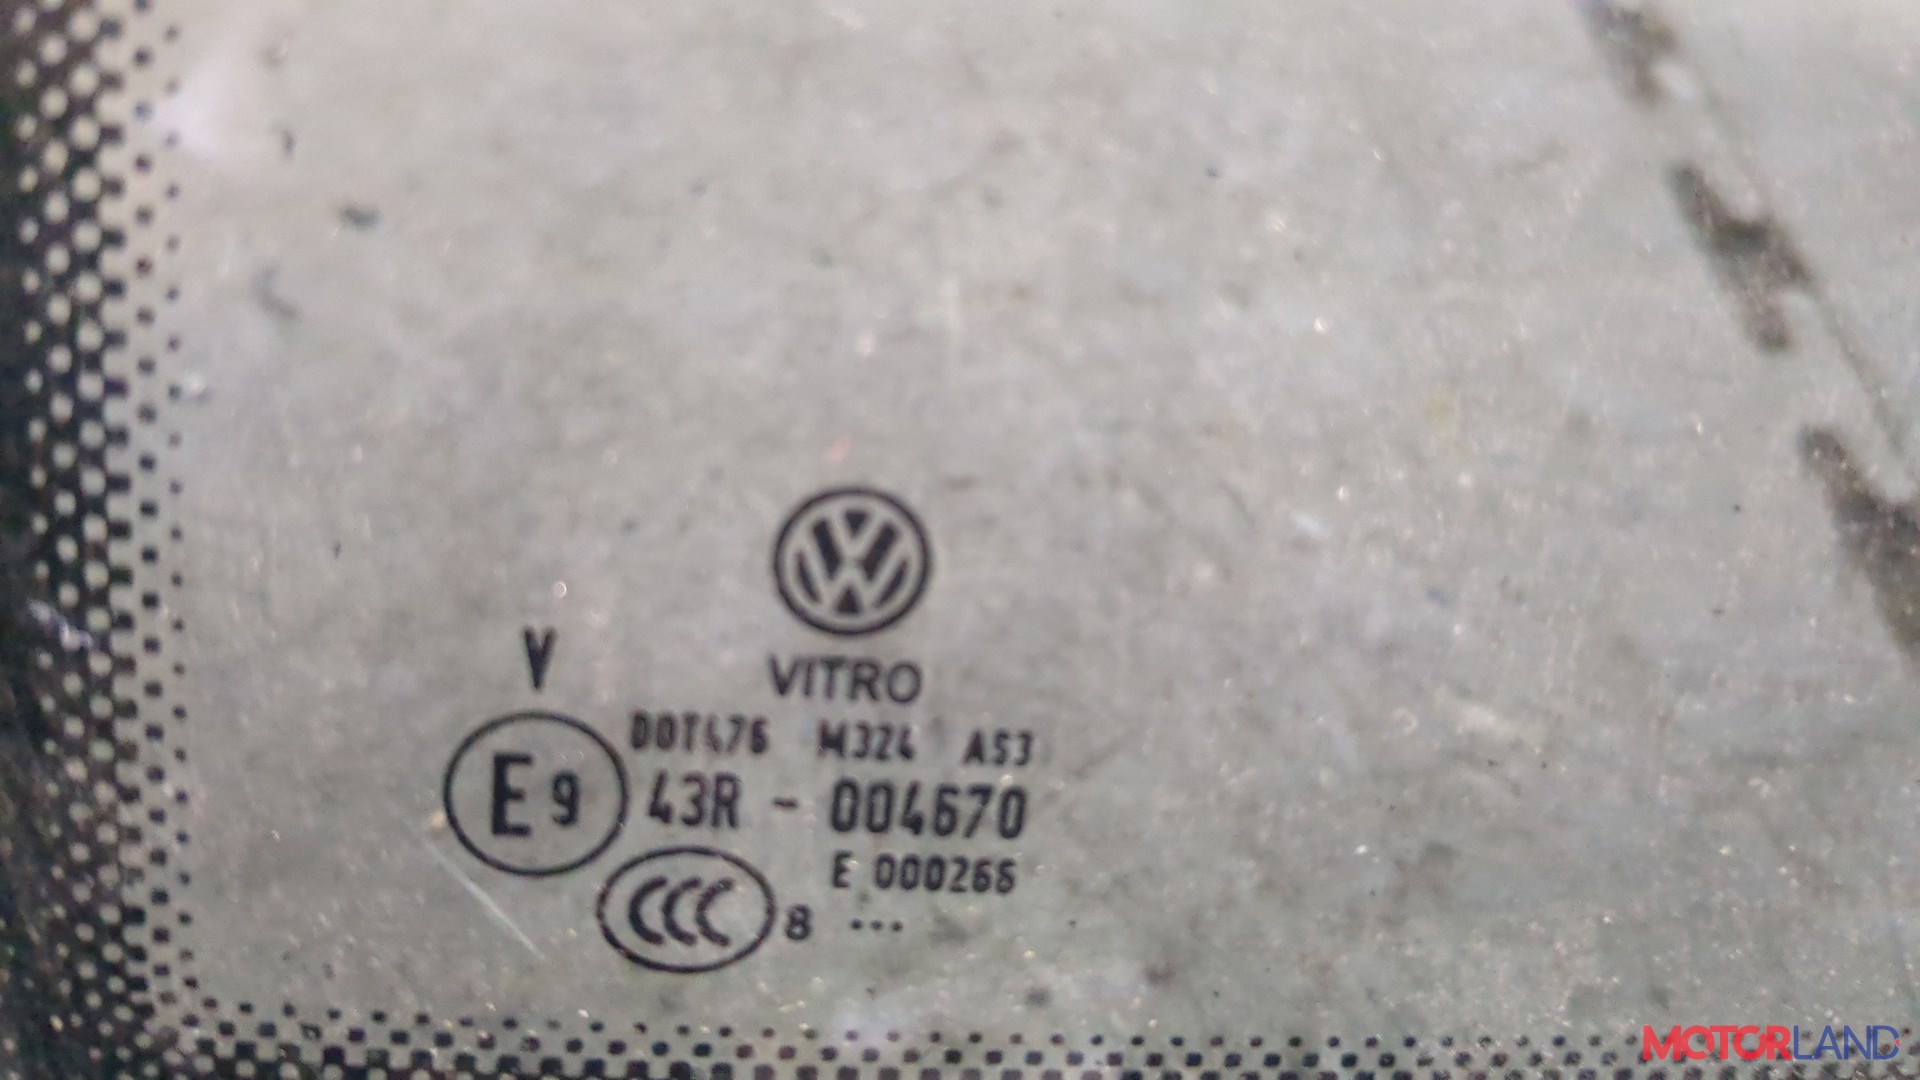 VITRO
V
DOT476 M324 AS3
E9 43R - 004670
E 000266
CCC 8 ...
MOTORLAND